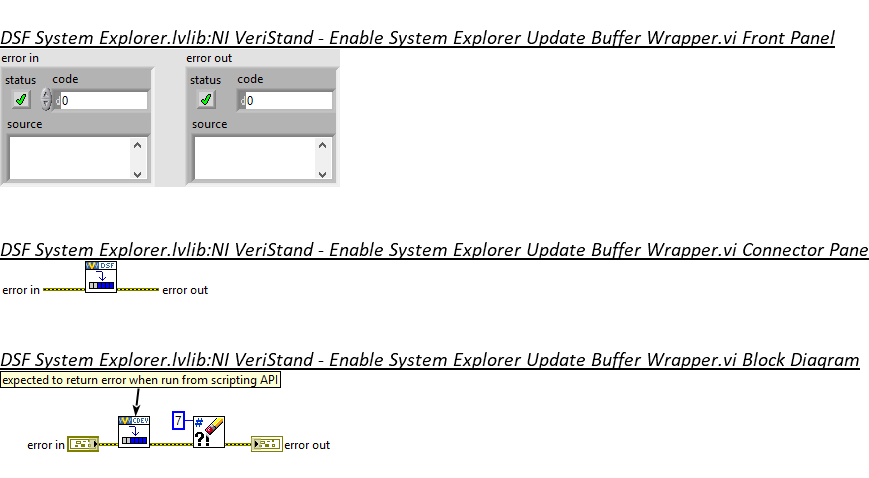 DSF System Explorer.lvlib:NI VeriStand - Enable System Explorer Update Buffer Wrapper.vi Front Panel
error in error out
status code status code
0 0
source source
DSF System Explorer.lvlib:NI VeriStand - Enable System Explorer Update Buffer Wrapper.vi Connector Pane
DSF
error in error out
DSF System Explorer.lvlib:NI VeriStand - Enable System Explorer Update Buffer Wrapper.vi Block Diagram
expected to return error when run from scripting API
CDEV 7 # ?!
error in error out